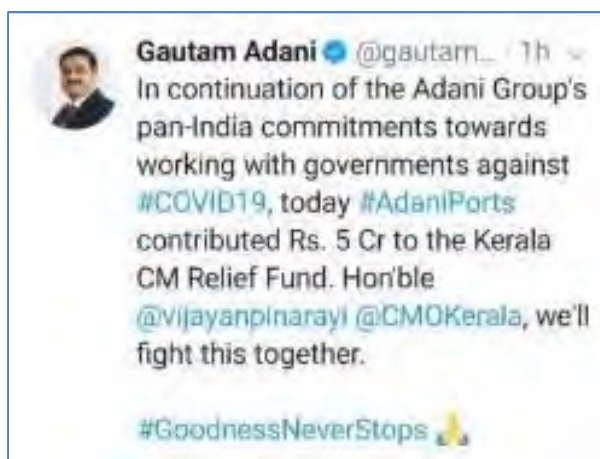 Gautam Adani @gautam... · 1h
In continuation of the Adani Group's
pan-India commitments towards
working with governments against
#COVID19, today #AdaniPorts
contributed Rs. 5 Cr to the Kerala
CM Relief Fund. Hon'ble
@vijayanpinarayi @CMOKerala, we'll
fight this together.
#GoodnessNeverStops 🙏